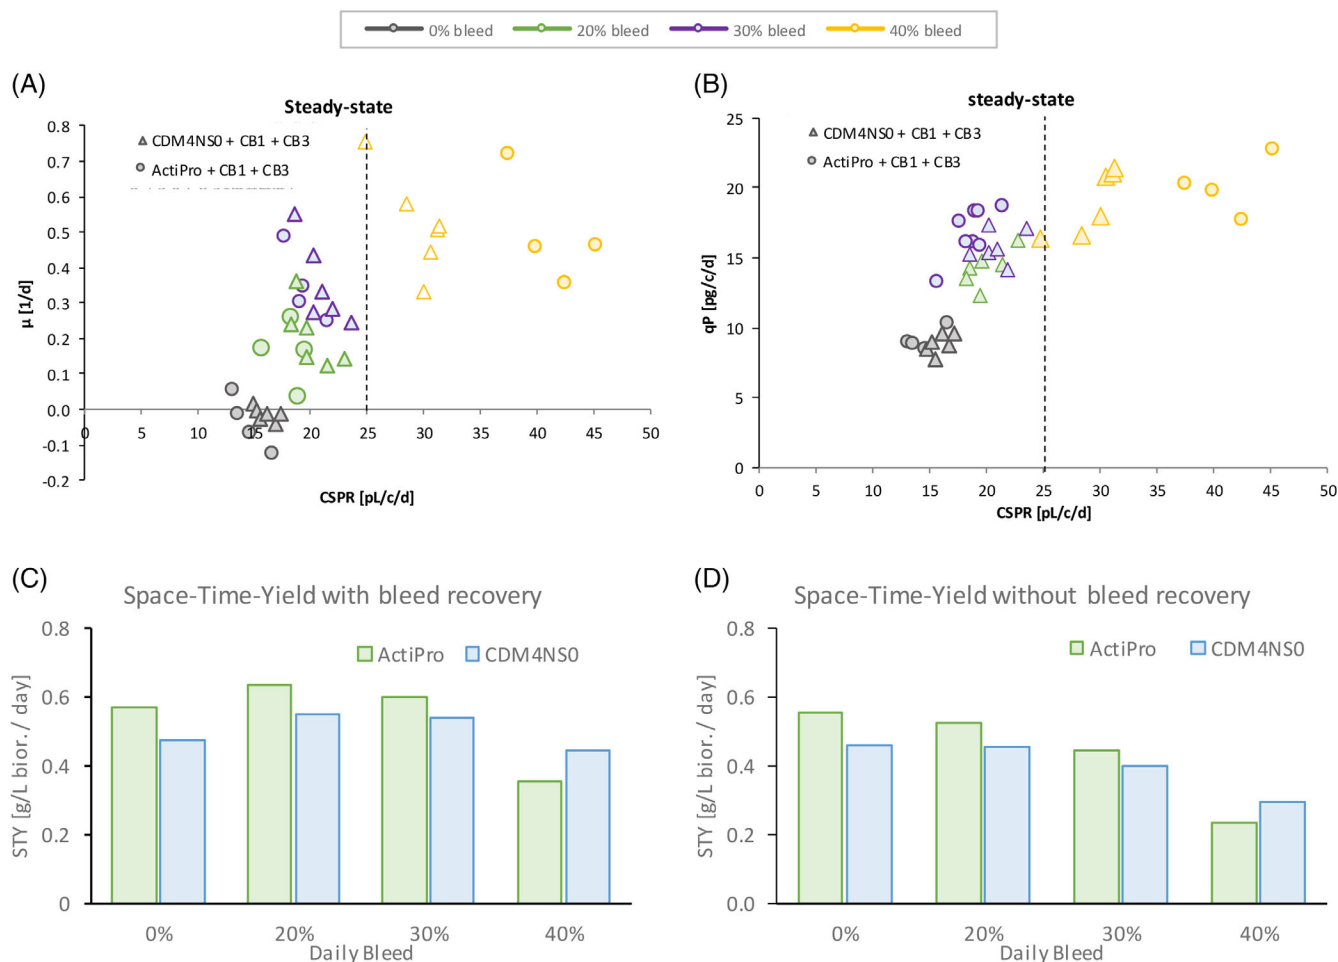 0% bleed 20% bleed 30% bleed 40% bleed
(A)
Steady-state
CDM4NS0 + CB1 + CB3
ActiPro + CB1 + CB3
µ [1/d]
0.8
0.7
0.6
0.5
0.4
0.3
0.2
0.1
0.0
-0.1
-0.2
0 5 10 15 20 25 30 35 40 45 50
CSPR [pL/c/d]
(B)
steady-state
CDM4NS0 + CB1 + CB3
ActiPro + CB1 + CB3
qP [pg/c/d]
25
20
15
10
5
0
0 5 10 15 20 25 30 35 40 45 50
CSPR [pL/c/d]
(C)
Space-Time-Yield with bleed recovery
ActiPro CDM4NS0
STY [g/L bior. / day]
0.8
0.6
0.4
0.2
0
0% 20% 30% 40%
Daily Bleed
(D)
Space-Time-Yield without bleed recovery
ActiPro CDM4NS0
STY [g/L bior. / day]
0.8
0.6
0.4
0.2
0.0
0% 20% 30% 40%
Daily Bleed